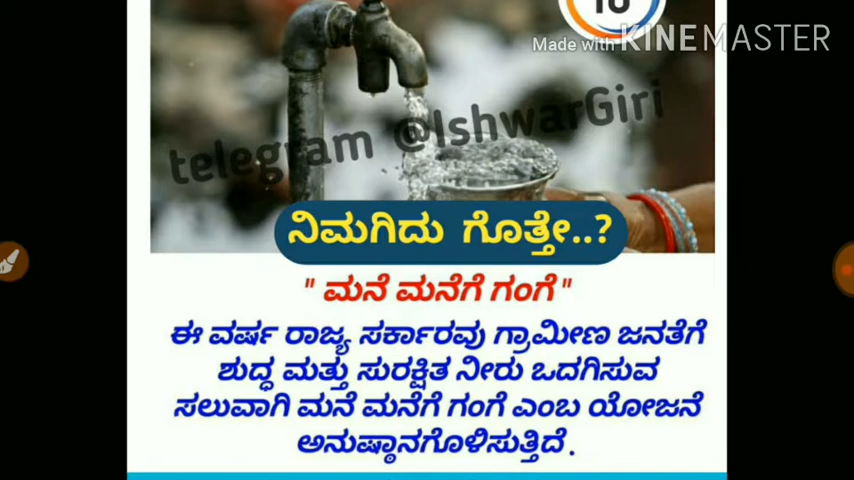 10
Made with KINEMASTER
telegram @IshwarGiri
ನಿಮಗಿದು ಗೊತ್ತೇ..?
" ಮನೆ ಮನೆಗೆ ಗಂಗೆ "
ಈ ವರ್ಷ ರಾಜ್ಯ ಸರ್ಕಾರವು ಗ್ರಾಮೀಣ ಜನತೆಗೆ
ಶುದ್ಧ ಮತ್ತು ಸುರಕ್ಷಿತ ನೀರು ಒದಗಿಸುವ
ಸಲುವಾಗಿ ಮನೆ ಮನೆಗೆ ಗಂಗೆ ಎಂಬ ಯೋಜನೆ
ಅನುಷ್ಠಾನಗೊಳಿಸುತ್ತಿದೆ.